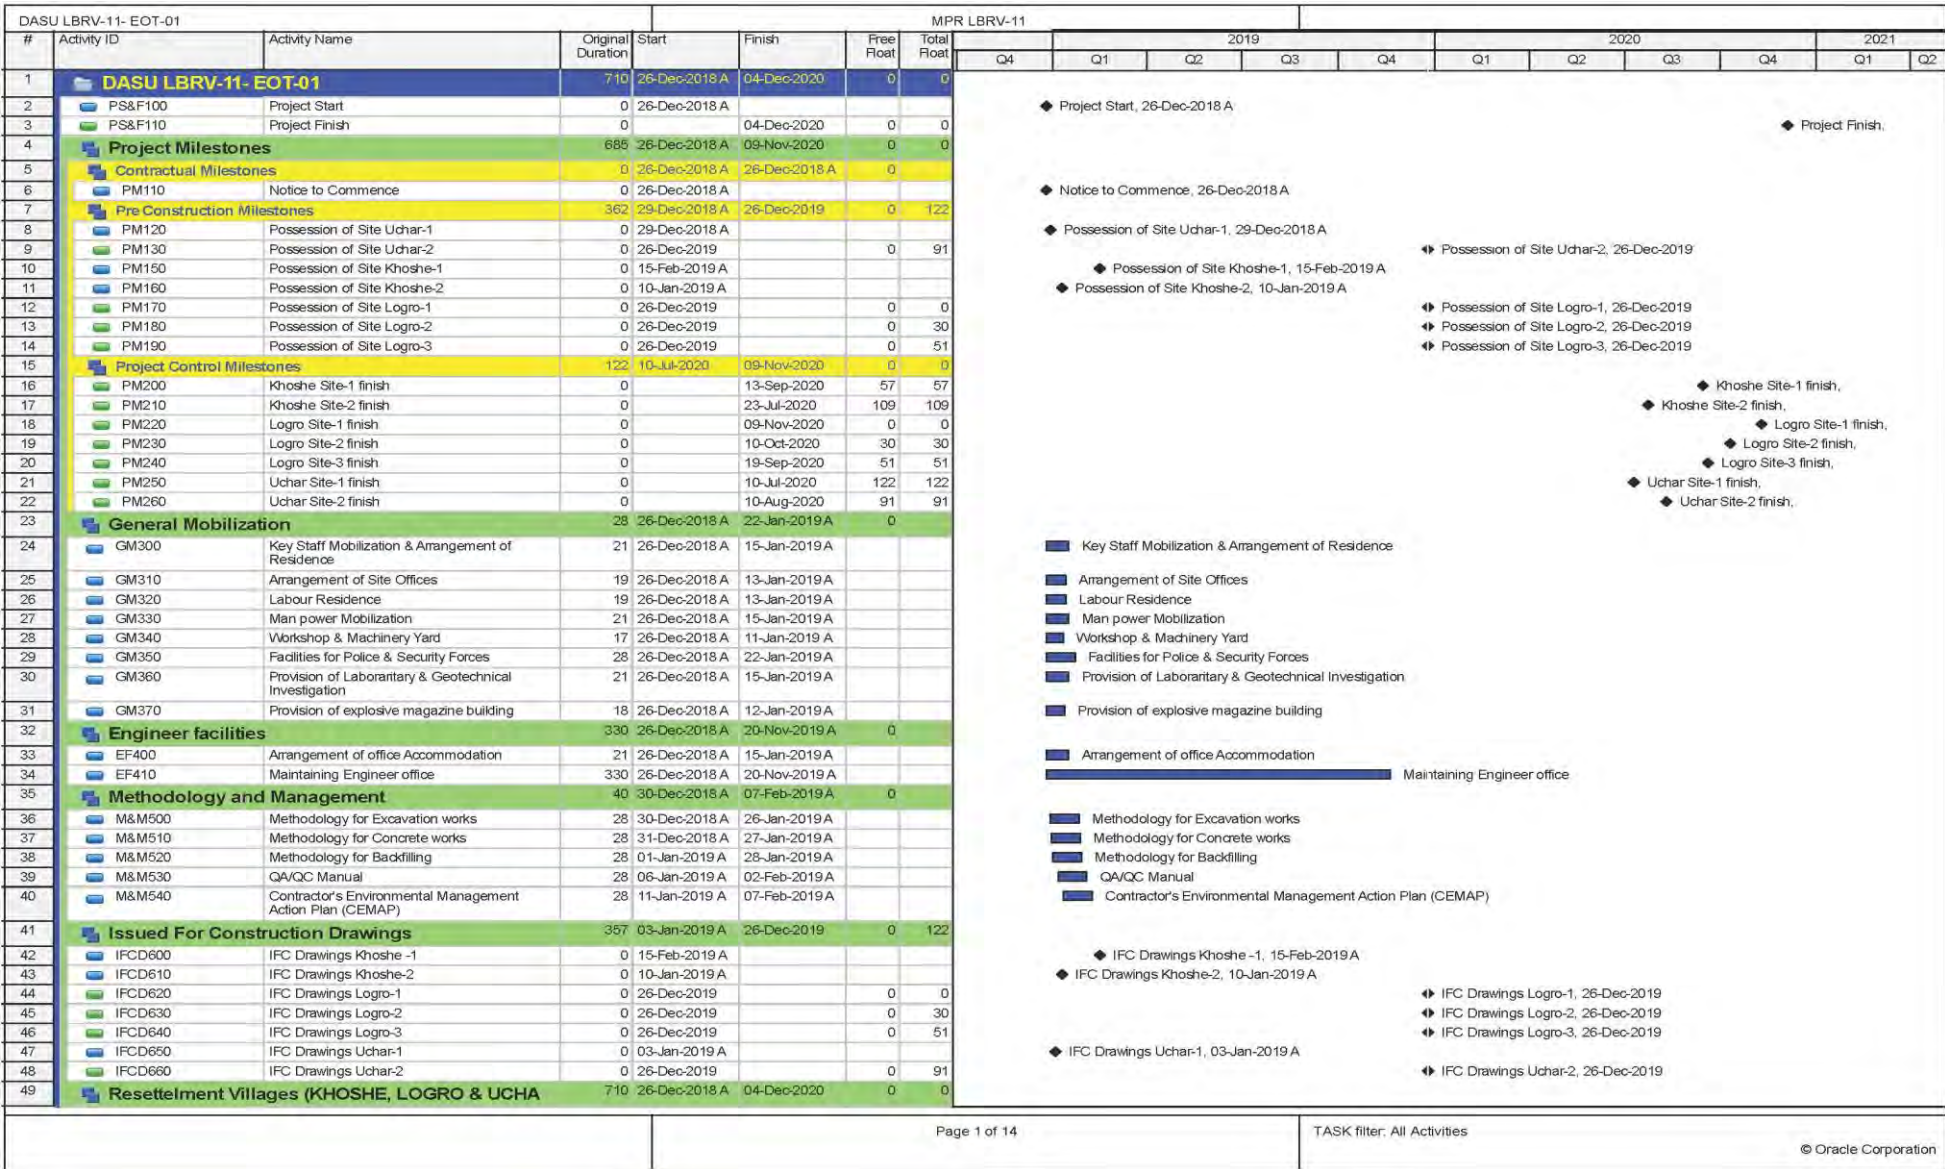 DASU LBRV-11- EOT-01 MPR LBRV-11
# Activity ID Activity Name Original Duration Start Finish Free Float Total Float 2019 2020 2021
Q4 Q1 Q2 Q3 Q4 Q1 Q2 Q3 Q4 Q1 Q2
1 DASU LBRV-11- EOT-01 710 26-Dec-2018 A 04-Dec-2020 0 0
2 PS&F100 Project Start 0 26-Dec-2018 A Project Start, 26-Dec-2018 A
3 PS&F110 Project Finish 0 04-Dec-2020 0 0 Project Finish,
4 Project Milestones 685 26-Dec-2018 A 09-Nov-2020 0 0
5 Contractual Milestones 0 26-Dec-2018 A 26-Dec-2018 A 0
6 PM110 Notice to Commence 0 26-Dec-2018 A Notice to Commence, 26-Dec-2018 A
7 Pre Construction Milestones 362 29-Dec-2018 A 26-Dec-2019 0 122
8 PM120 Possession of Site Uchar-1 0 29-Dec-2018 A Possession of Site Uchar-1, 29-Dec-2018 A
9 PM130 Possession of Site Uchar-2 0 26-Dec-2019 0 91 Possession of Site Uchar-2, 26-Dec-2019
10 PM150 Possession of Site Khoshe-1 0 15-Feb-2019 A Possession of Site Khoshe-1, 15-Feb-2019 A
11 PM160 Possession of Site Khoshe-2 0 10-Jan-2019 A Possession of Site Khoshe-2, 10-Jan-2019 A
12 PM170 Possession of Site Logro-1 0 26-Dec-2019 0 0 Possession of Site Logro-1, 26-Dec-2019
13 PM180 Possession of Site Logro-2 0 26-Dec-2019 0 30 Possession of Site Logro-2, 26-Dec-2019
14 PM190 Possession of Site Logro-3 0 26-Dec-2019 0 51 Possession of Site Logro-3, 26-Dec-2019
15 Project Control Milestones 122 10-Jul-2020 09-Nov-2020 0 0
16 PM200 Khoshe Site-1 finish 0 13-Sep-2020 57 57 Khoshe Site-1 finish,
17 PM210 Khoshe Site-2 finish 0 23-Jul-2020 109 109 Khoshe Site-2 finish,
18 PM220 Logro Site-1 finish 0 09-Nov-2020 0 0 Logro Site-1 finish,
19 PM230 Logro Site-2 finish 0 10-Oct-2020 30 30 Logro Site-2 finish,
20 PM240 Logro Site-3 finish 0 19-Sep-2020 51 51 Logro Site-3 finish,
21 PM250 Uchar Site-1 finish 0 10-Jul-2020 122 122 Uchar Site-1 finish,
22 PM260 Uchar Site-2 finish 0 10-Aug-2020 91 91 Uchar Site-2 finish,
23 General Mobilization 28 26-Dec-2018 A 22-Jan-2019 A 0
24 GM300 Key Staff Mobilization & Arrangement of Residence 21 26-Dec-2018 A 15-Jan-2019 A Key Staff Mobilization & Arrangement of Residence
25 GM310 Arrangement of Site Offices 19 26-Dec-2018 A 13-Jan-2019 A Arrangement of Site Offices
26 GM320 Labour Residence 19 26-Dec-2018 A 13-Jan-2019 A Labour Residence
27 GM330 Man power Mobilization 21 26-Dec-2018 A 15-Jan-2019 A Man power Mobilization
28 GM340 Workshop & Machinery Yard 17 26-Dec-2018 A 11-Jan-2019 A Workshop & Machinery Yard
29 GM350 Facilities for Police & Security Forces 28 26-Dec-2018 A 22-Jan-2019 A Facilities for Police & Security Forces
30 GM360 Provision of Laboraritary & Geotechnical Investigation 21 26-Dec-2018 A 15-Jan-2019 A Provision of Laboraritary & Geotechnical Investigation
31 GM370 Provision of explosive magazine building 18 26-Dec-2018 A 12-Jan-2019 A Provision of explosive magazine building
32 Engineer facilities 330 26-Dec-2018 A 20-Nov-2019 A 0
33 EF400 Arrangement of office Accommodation 21 26-Dec-2018 A 15-Jan-2019 A Arrangement of office Accommodation
34 EF410 Maintaining Engineer office 330 26-Dec-2018 A 20-Nov-2019 A Maintaining Engineer office
35 Methodology and Management 40 30-Dec-2018 A 07-Feb-2019 A 0
36 M&M500 Methodology for Excavation works 28 30-Dec-2018 A 26-Jan-2019 A Methodology for Excavation works
37 M&M510 Methodology for Concrete works 28 31-Dec-2018 A 27-Jan-2019 A Methodology for Concrete works
38 M&M520 Methodology for Backfilling 28 01-Jan-2019 A 28-Jan-2019 A Methodology for Backfilling
39 M&M530 QA/QC Manual 28 06-Jan-2019 A 02-Feb-2019 A QA/QC Manual
40 M&M540 Contractor's Environmental Management Action Plan (CEMAP) 28 11-Jan-2019 A 07-Feb-2019 A Contractor's Environmental Management Action Plan (CEMAP)
41 Issued For Construction Drawings 357 03-Jan-2019 A 26-Dec-2019 0 122
42 IFCD600 IFC Drawings Khoshe -1 0 15-Feb-2019 A IFC Drawings Khoshe -1, 15-Feb-2019 A
43 IFCD610 IFC Drawings Khoshe-2 0 10-Jan-2019 A IFC Drawings Khoshe-2, 10-Jan-2019 A
44 IFCD620 IFC Drawings Logro-1 0 26-Dec-2019 0 0 IFC Drawings Logro-1, 26-Dec-2019
45 IFCD630 IFC Drawings Logro-2 0 26-Dec-2019 0 30 IFC Drawings Logro-2, 26-Dec-2019
46 IFCD640 IFC Drawings Logro-3 0 26-Dec-2019 0 51 IFC Drawings Logro-3, 26-Dec-2019
47 IFCD650 IFC Drawings Uchar-1 0 03-Jan-2019 A IFC Drawings Uchar-1, 03-Jan-2019 A
48 IFCD660 IFC Drawings Uchar-2 0 26-Dec-2019 0 91 IFC Drawings Uchar-2, 26-Dec-2019
49 Resettelment Villages (KHOSHE, LOGRO & UCHA 710 26-Dec-2018 A 04-Dec-2020 0 0
Page 1 of 14 TASK filter: All Activities
© Oracle Corporation